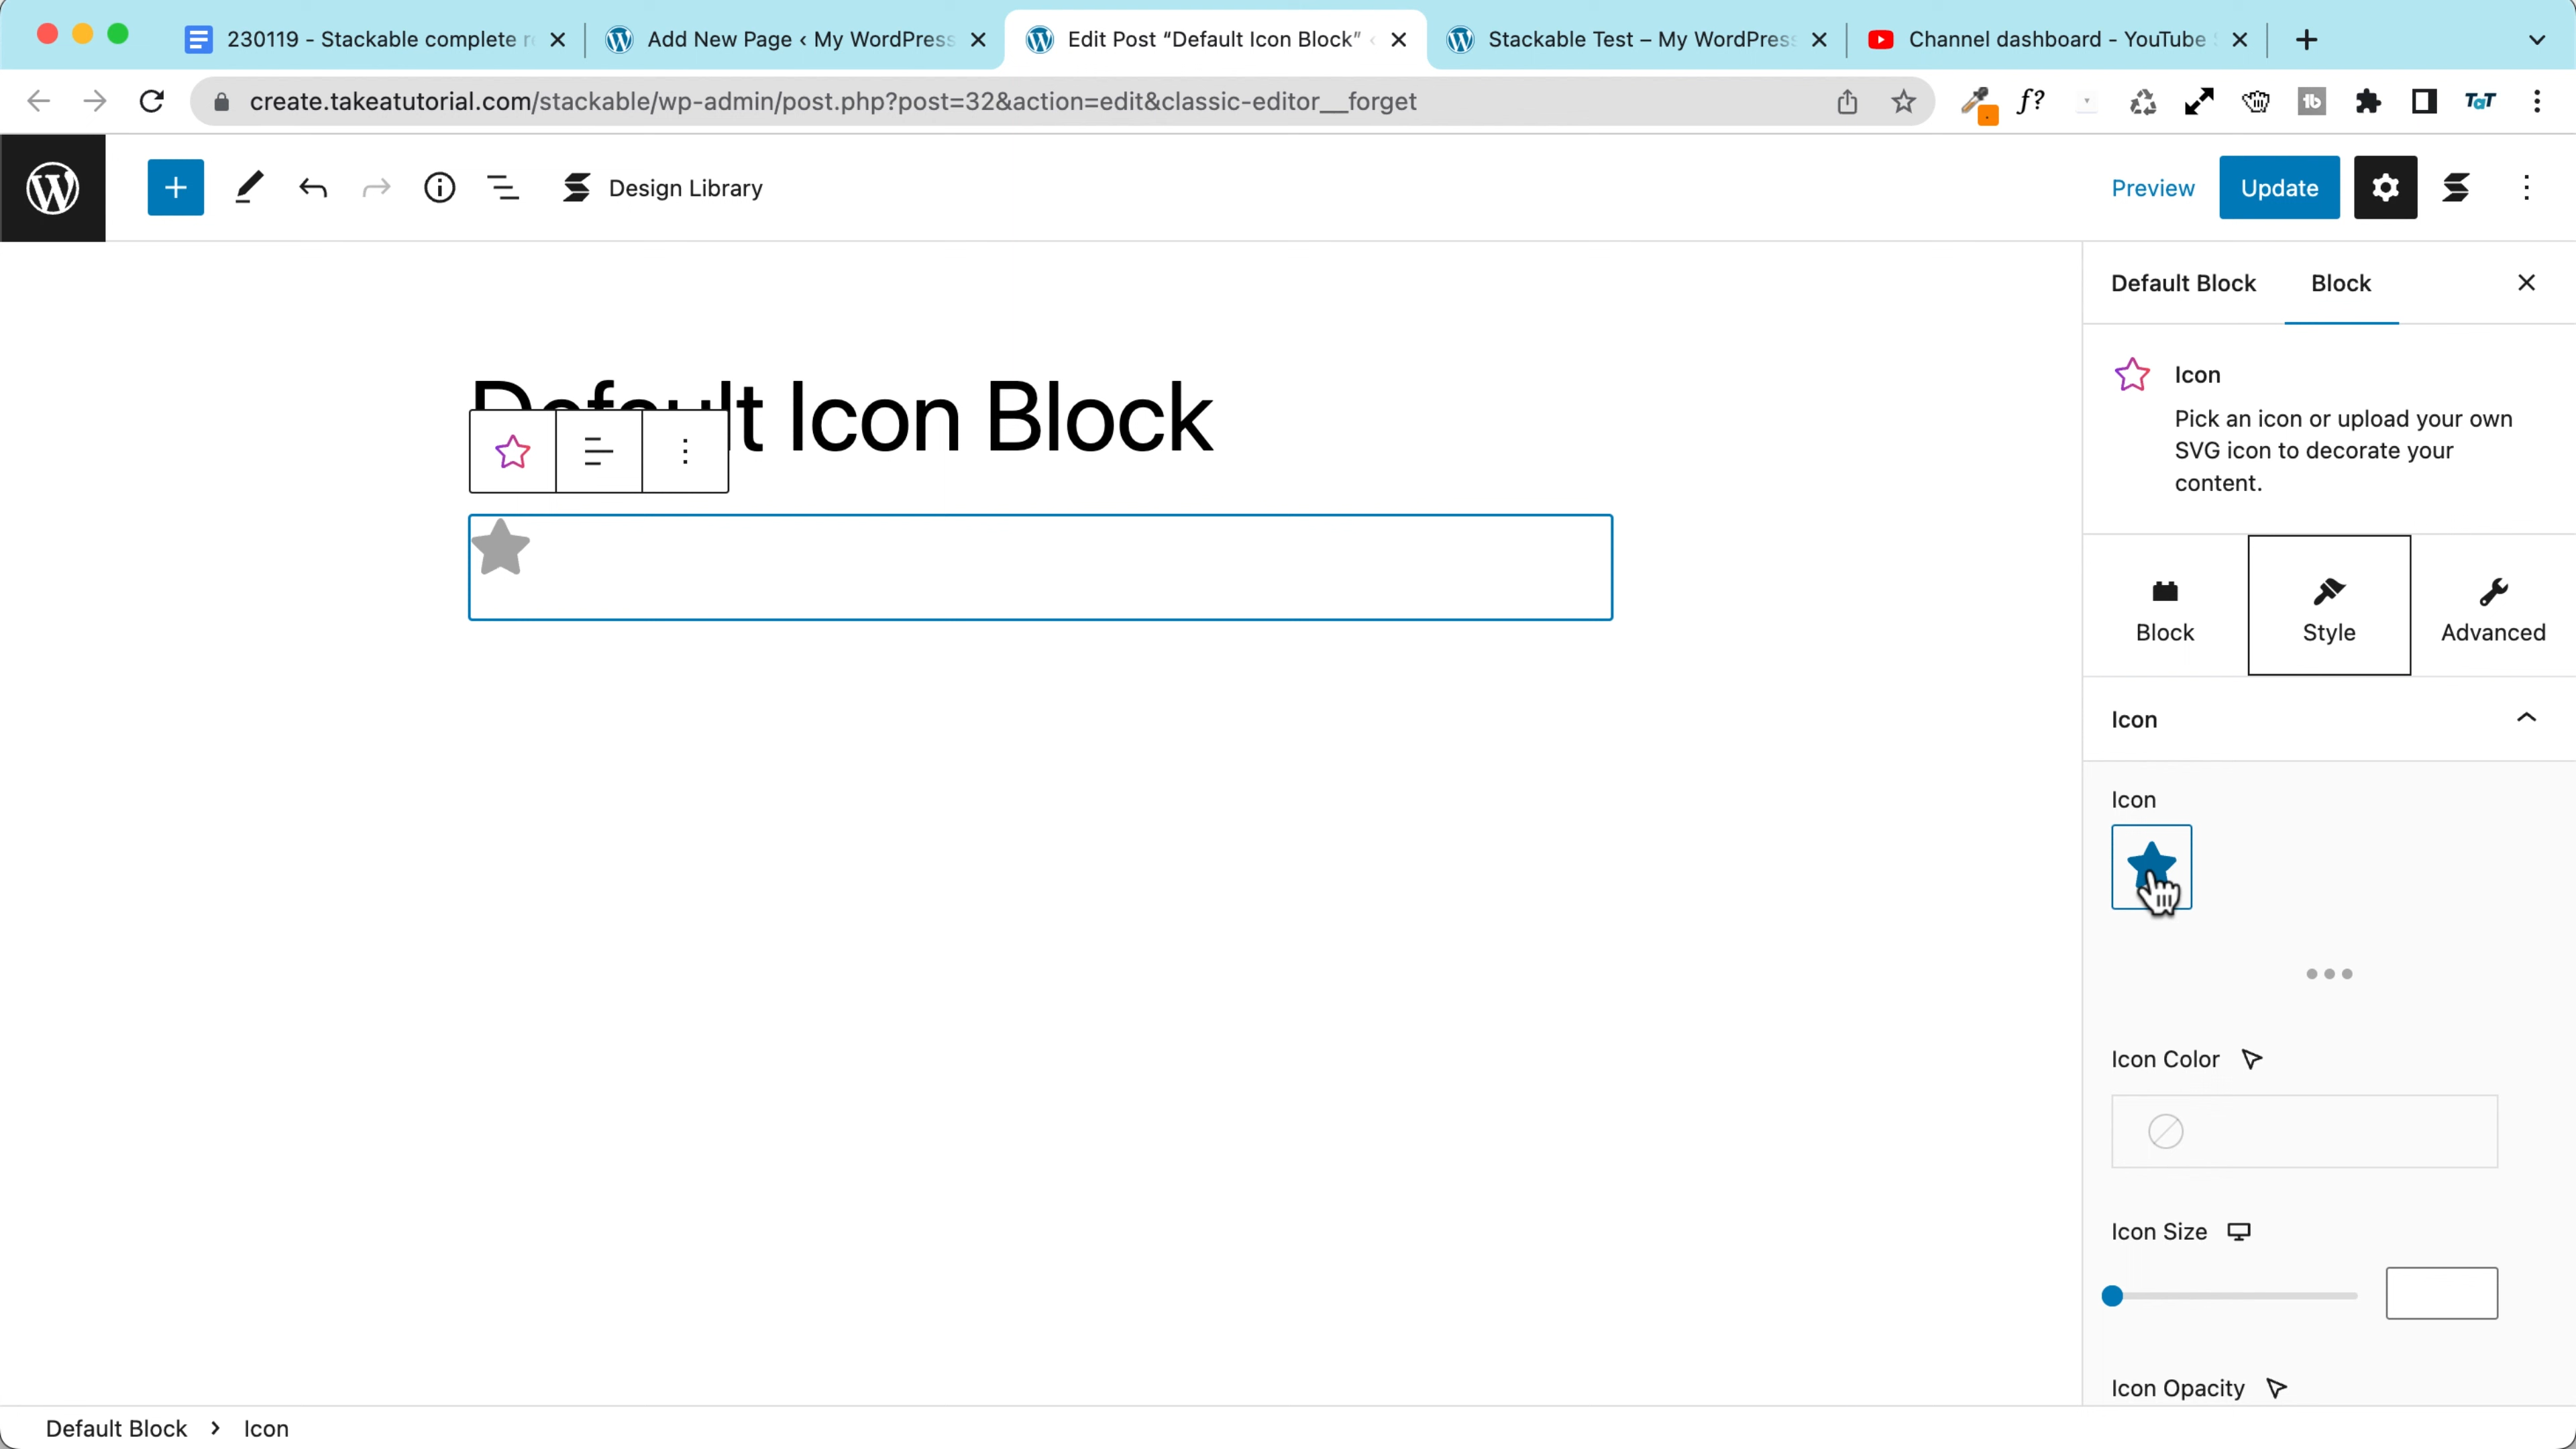 230119 - Stackable complete r
Add New Page ‹ My WordPress
Edit Post “Default Icon Block” ‹
Stackable Test – My WordPress
Channel dashboard - YouTube
create.takeatutorial.com/stackable/wp-admin/post.php?post=32&action=edit&classic-editor__forget
f?
tb
TaT
Design Library
Preview
Update
Default Block
Block
Icon
Pick an icon or upload your own
SVG icon to decorate your
content.
Default Icon Block
Block
Style
Advanced
Icon
Icon
Icon Color
Icon Size
Icon Opacity
Default Block › Icon